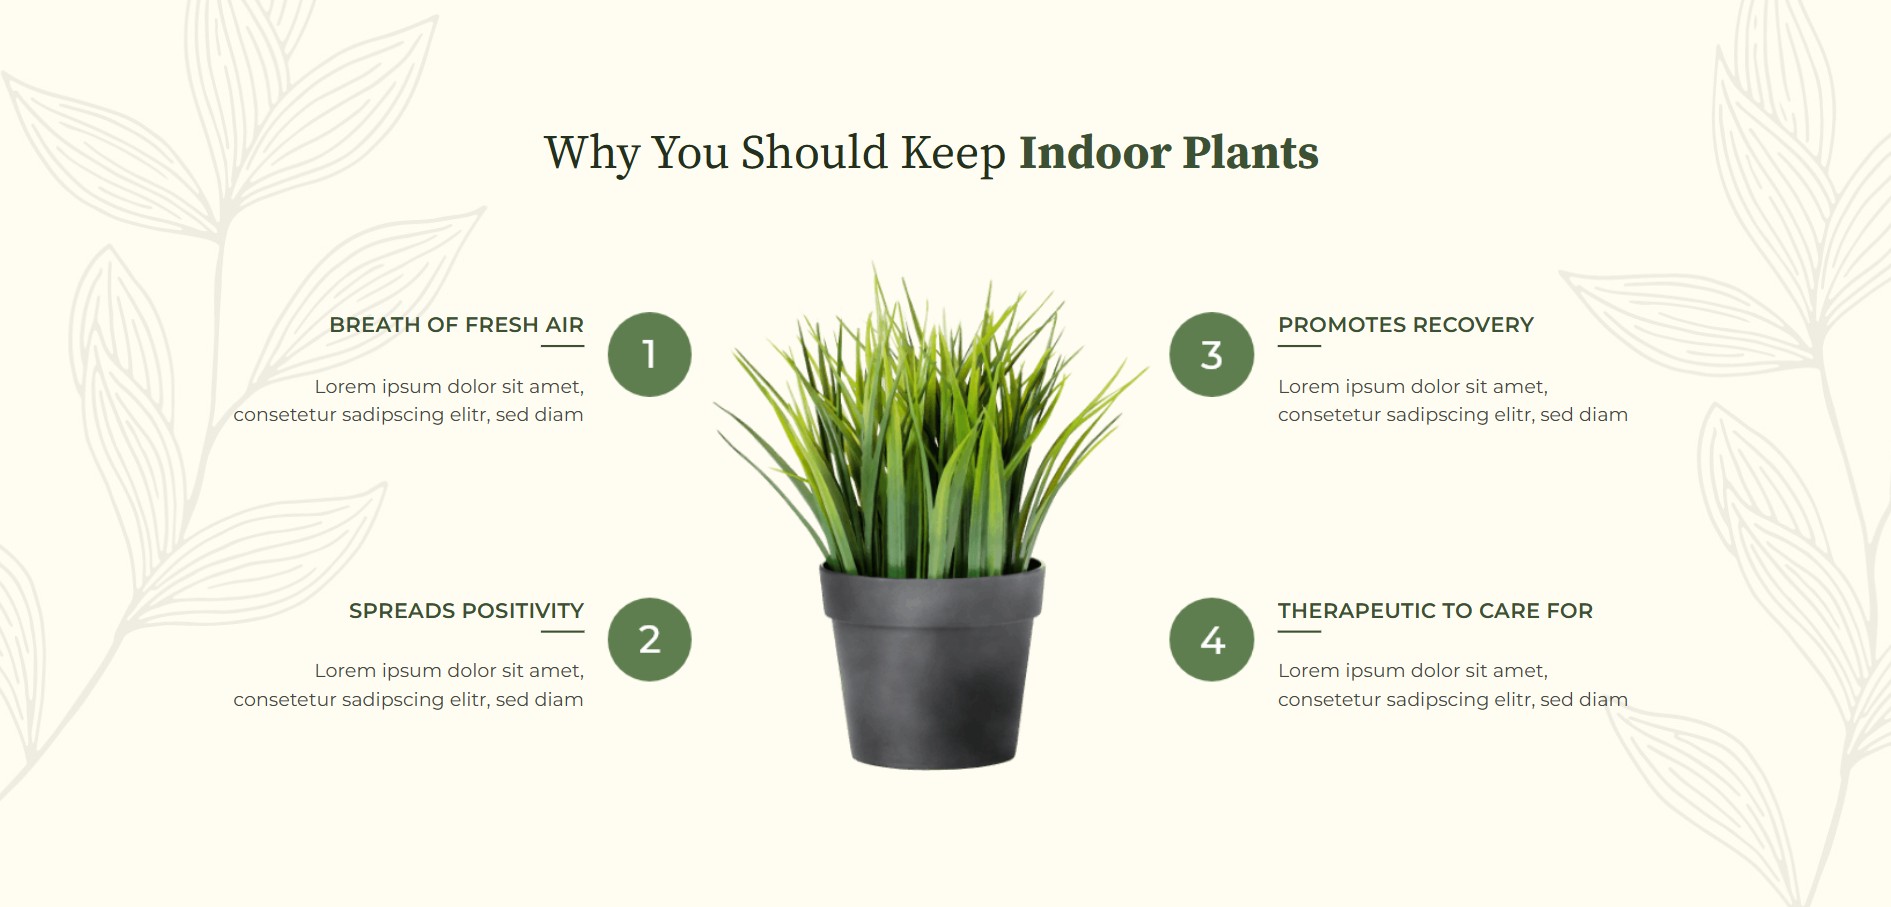 Why You Should Keep Indoor Plants
BREATH OF FRESH AIR
1
Lorem ipsum dolor sit amet,
consetetur sadipscing elitr, sed diam
SPREADS POSITIVITY
2
Lorem ipsum dolor sit amet,
consetetur sadipscing elitr, sed diam
3
PROMOTES RECOVERY
Lorem ipsum dolor sit amet,
consetetur sadipscing elitr, sed diam
4
THERAPEUTIC TO CARE FOR
Lorem ipsum dolor sit amet,
consetetur sadipscing elitr, sed diam